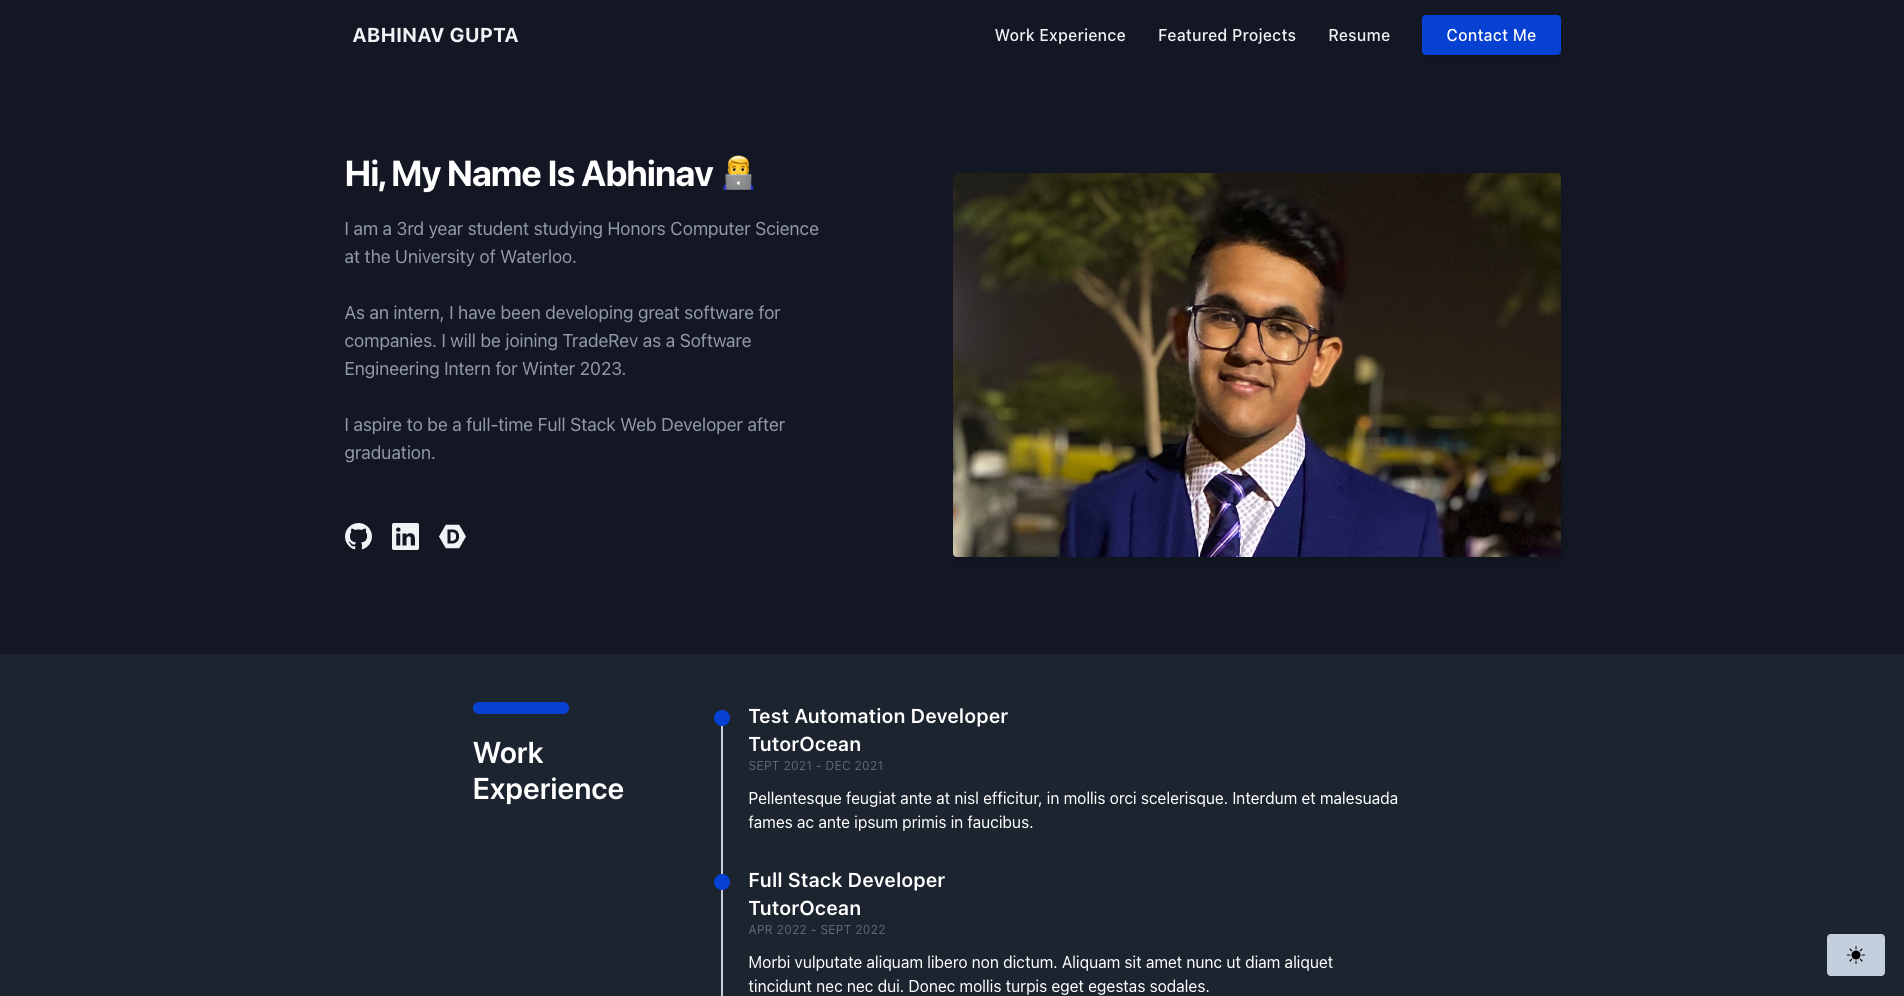 ABHINAV GUPTA
Work Experience
Featured Projects
Resume
Contact Me
Hi, My Name Is Abhinav 👨‍💻
I am a 3rd year student studying Honors Computer Science
at the University of Waterloo.
As an intern, I have been developing great software for
companies. I will be joining TradeRev as a Software
Engineering Intern for Winter 2023.
I aspire to be a full-time Full Stack Web Developer after
graduation.
in
D
Work
Experience
Test Automation Developer
TutorOcean
SEPT 2021 - DEC 2021
Pellentesque feugiat ante at nisl efficitur, in mollis orci scelerisque. Interdum et malesuada
fames ac ante ipsum primis in faucibus.
Full Stack Developer
TutorOcean
APR 2022 - SEPT 2022
Morbi vulputate aliquam libero non dictum. Aliquam sit amet nunc ut diam aliquet
tincidunt nec nec dui. Donec mollis turpis eget egestas sodales.